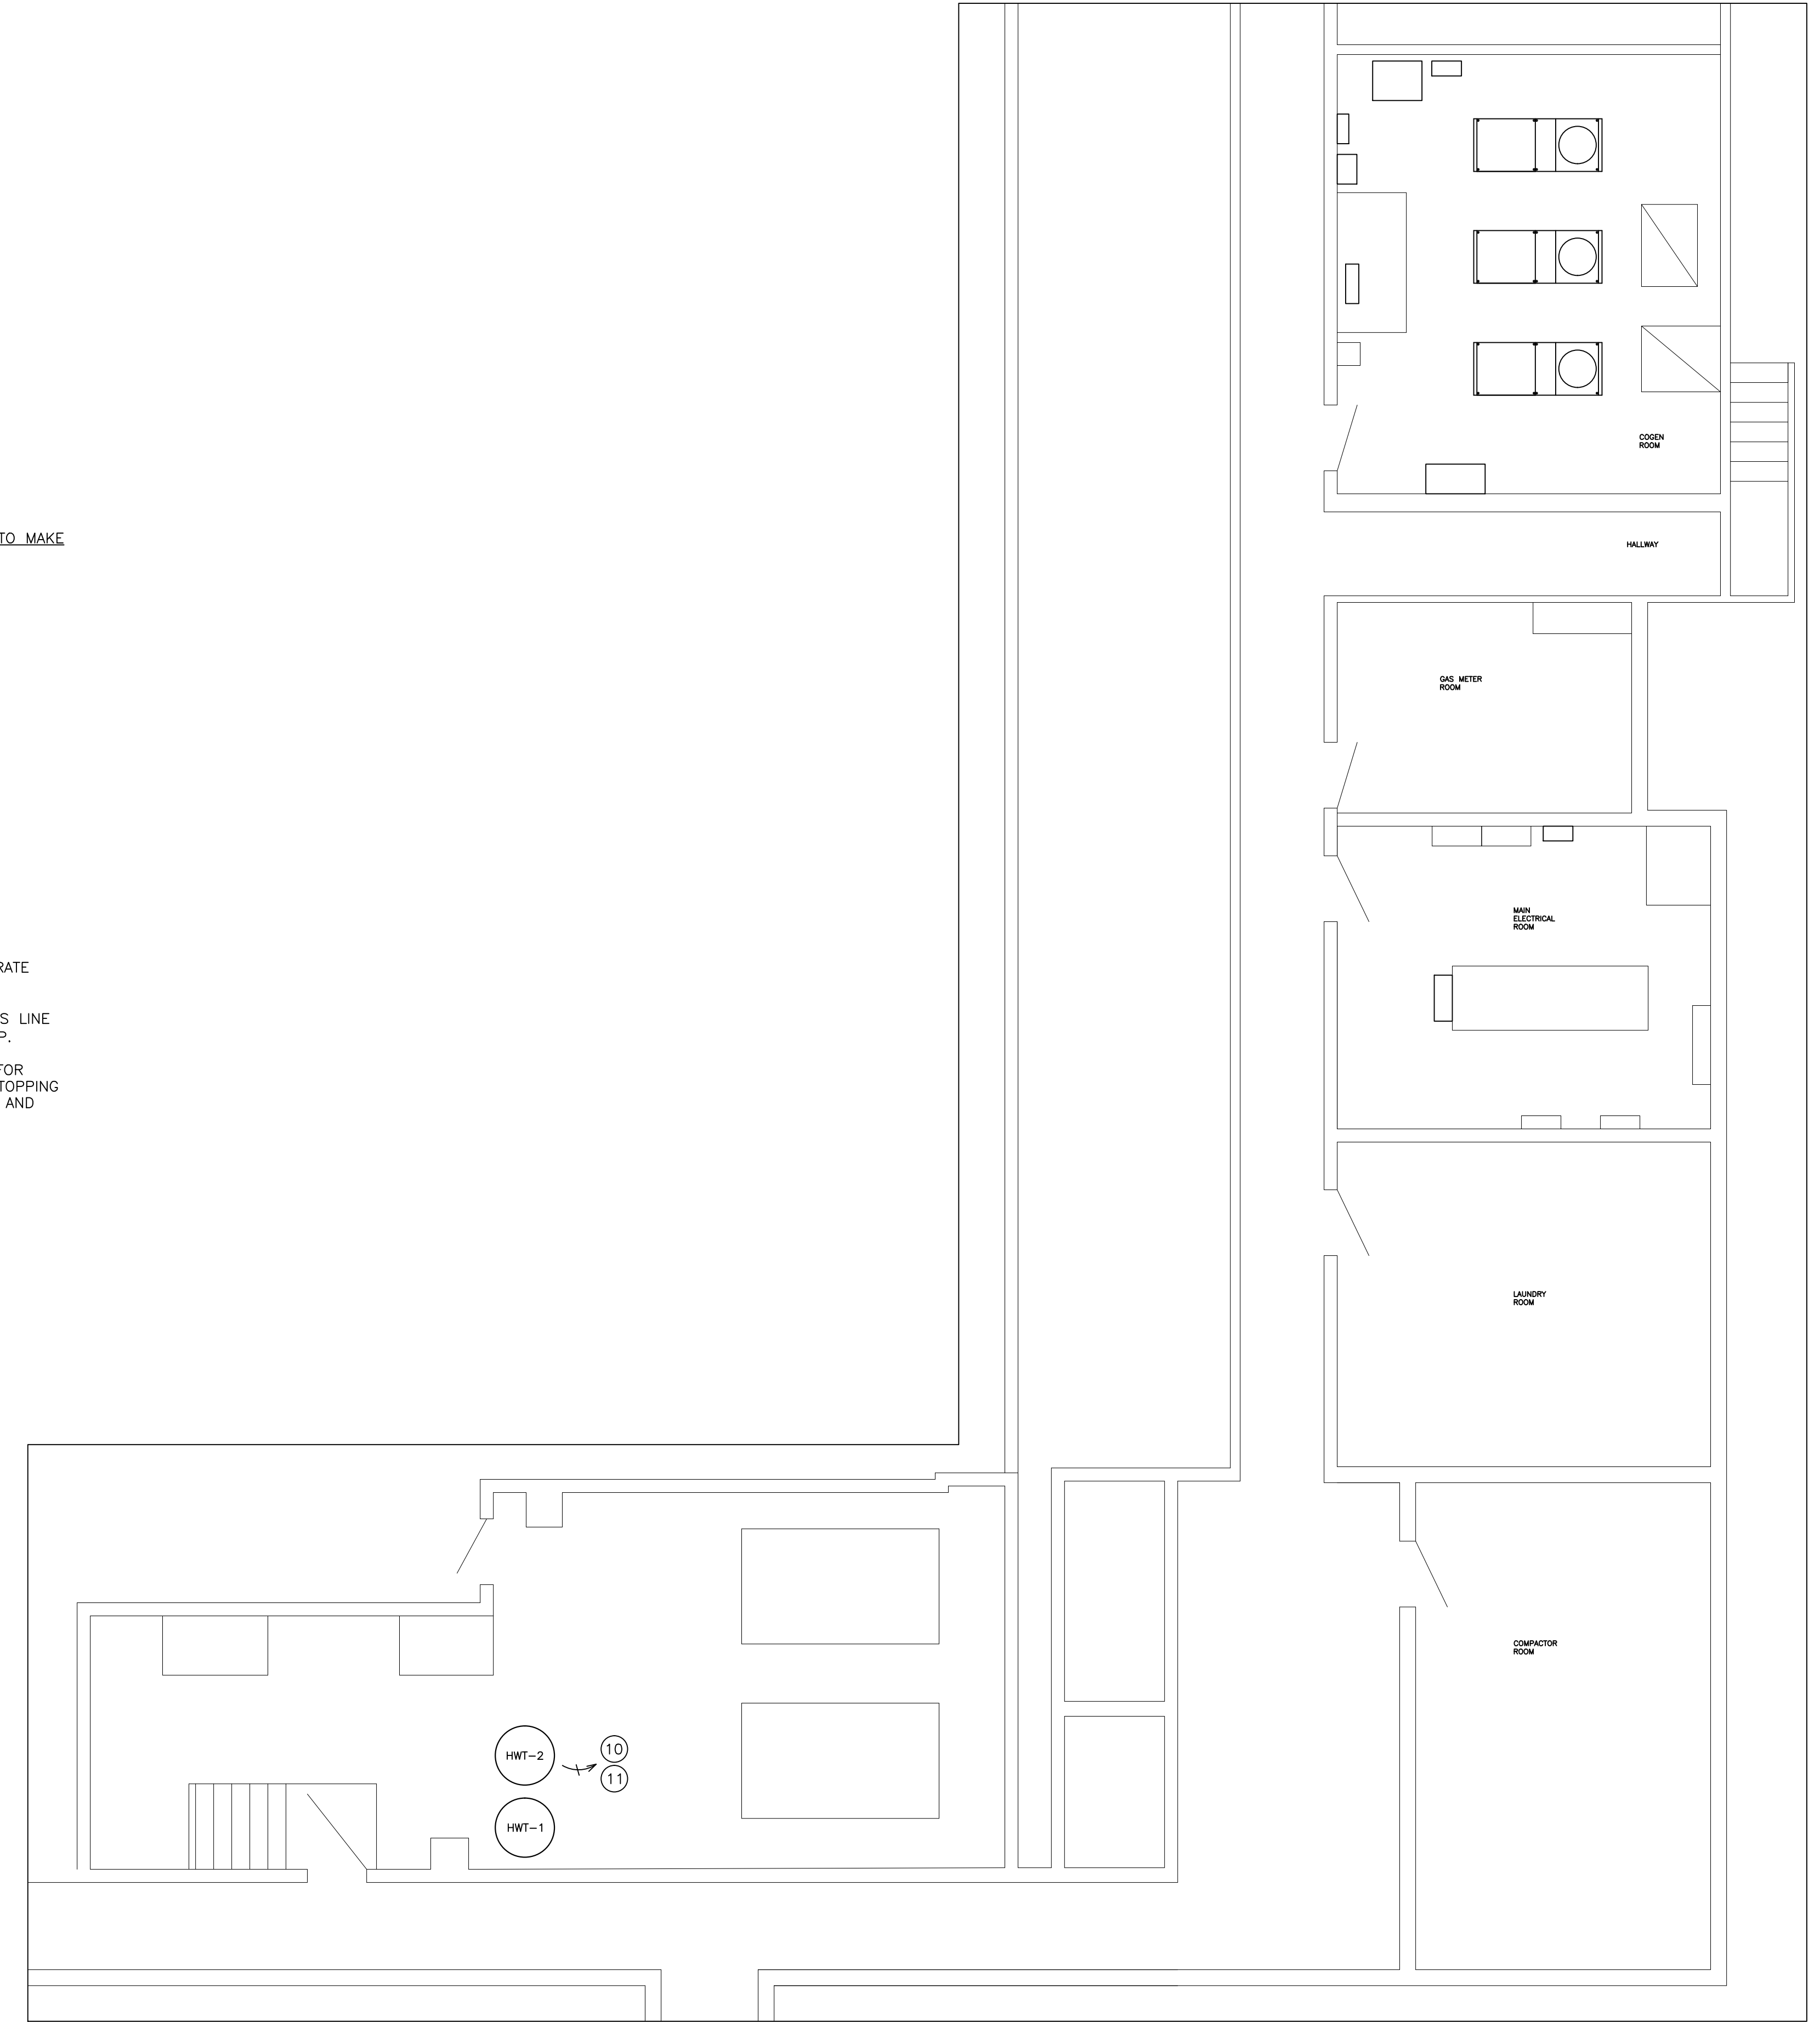 TO MAKE
RATE
S LINE
P.
FOR
TOPPING
AND
COGEN
ROOM
HALLWAY
GAS METER
ROOM
MAIN
ELECTRICAL
ROOM
LAUNDRY
ROOM
COMPACTOR
ROOM
HWT-2
10
11
HWT-1